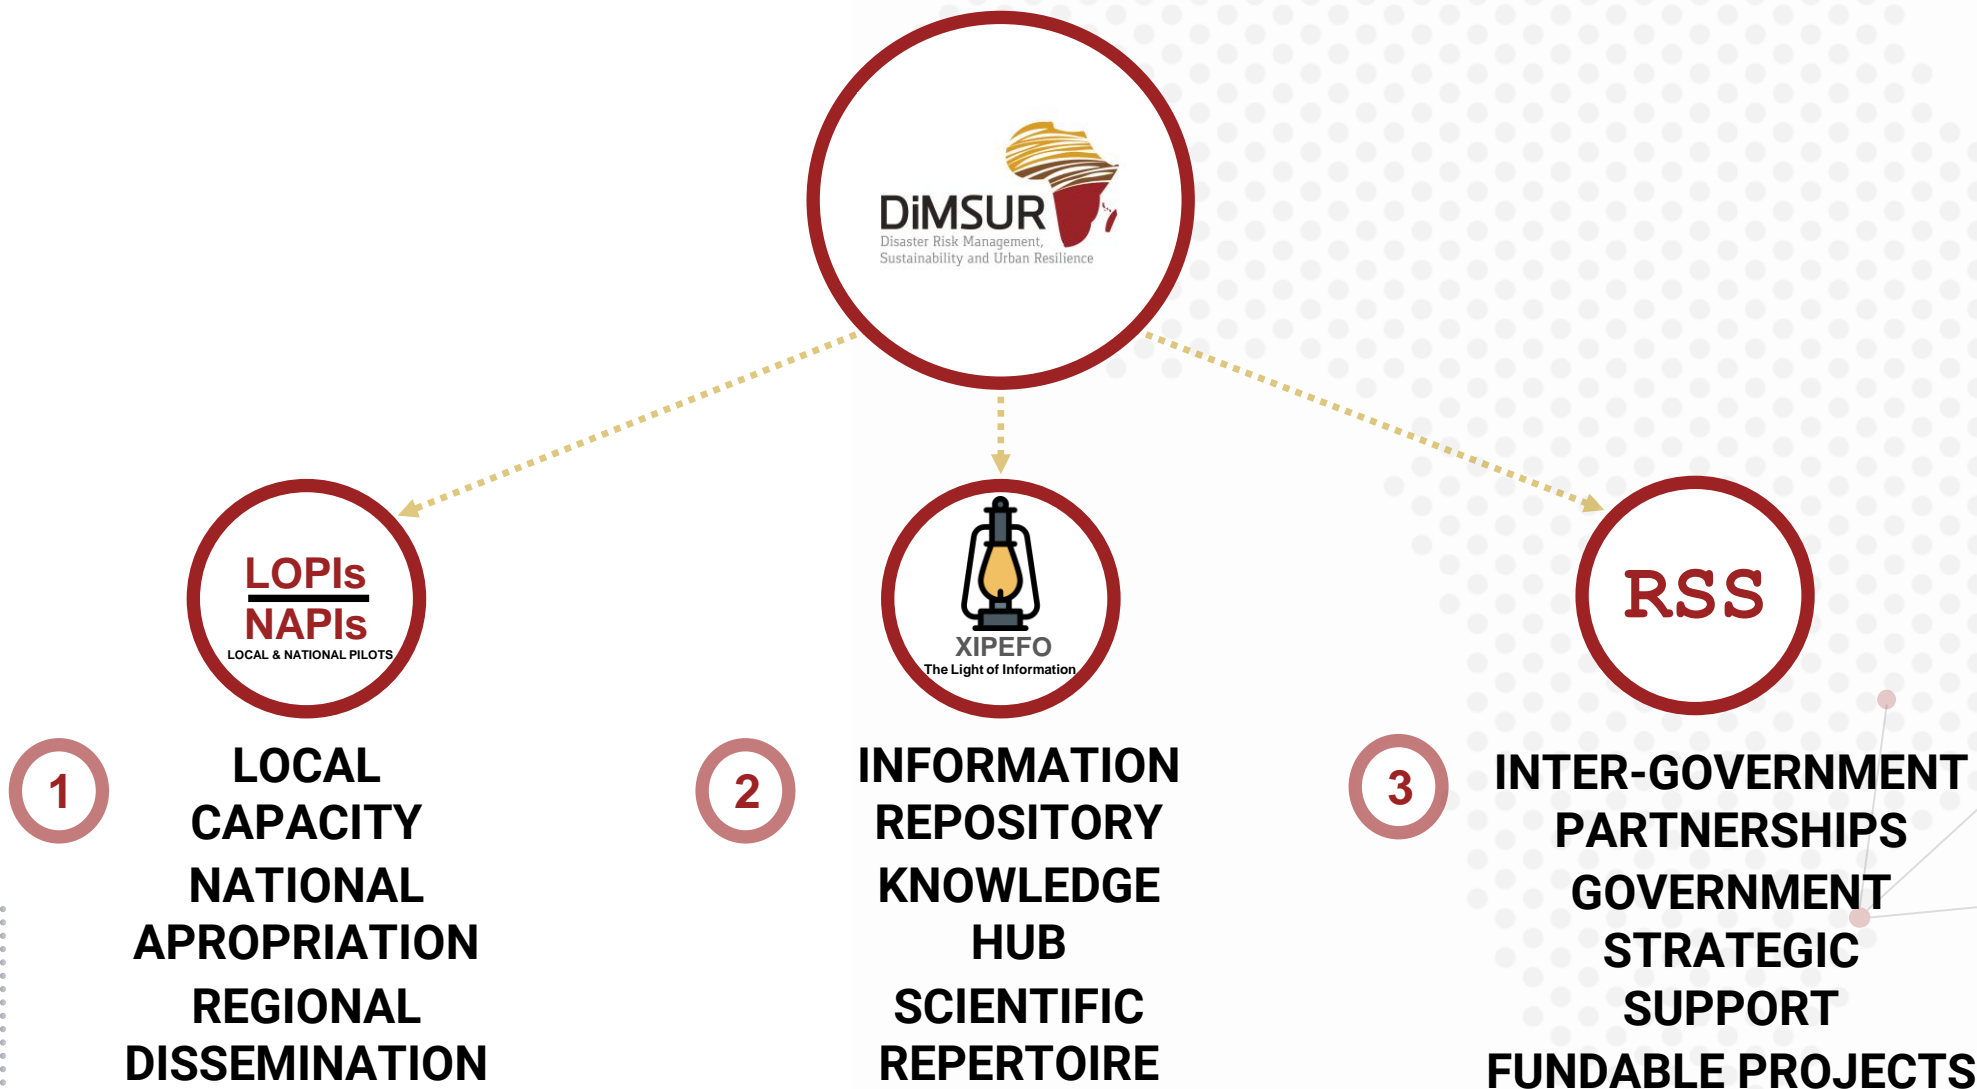 DiMSUR
Disaster Risk Management,
Sustainability and Urban Resilience
LOPIs
NAPIs
LOCAL & NATIONAL PILOTS
XIPEFO
The Light of Information
RSS
1
LOCAL
CAPACITY
NATIONAL
APROPRIATION
REGIONAL
DISSEMINATION
2
INFORMATION
REPOSITORY
KNOWLEDGE
HUB
SCIENTIFIC
REPERTOIRE
3
INTER-GOVERNMENT
PARTNERSHIPS
GOVERNMENT
STRATEGIC
SUPPORT
FUNDABLE PROJECTS